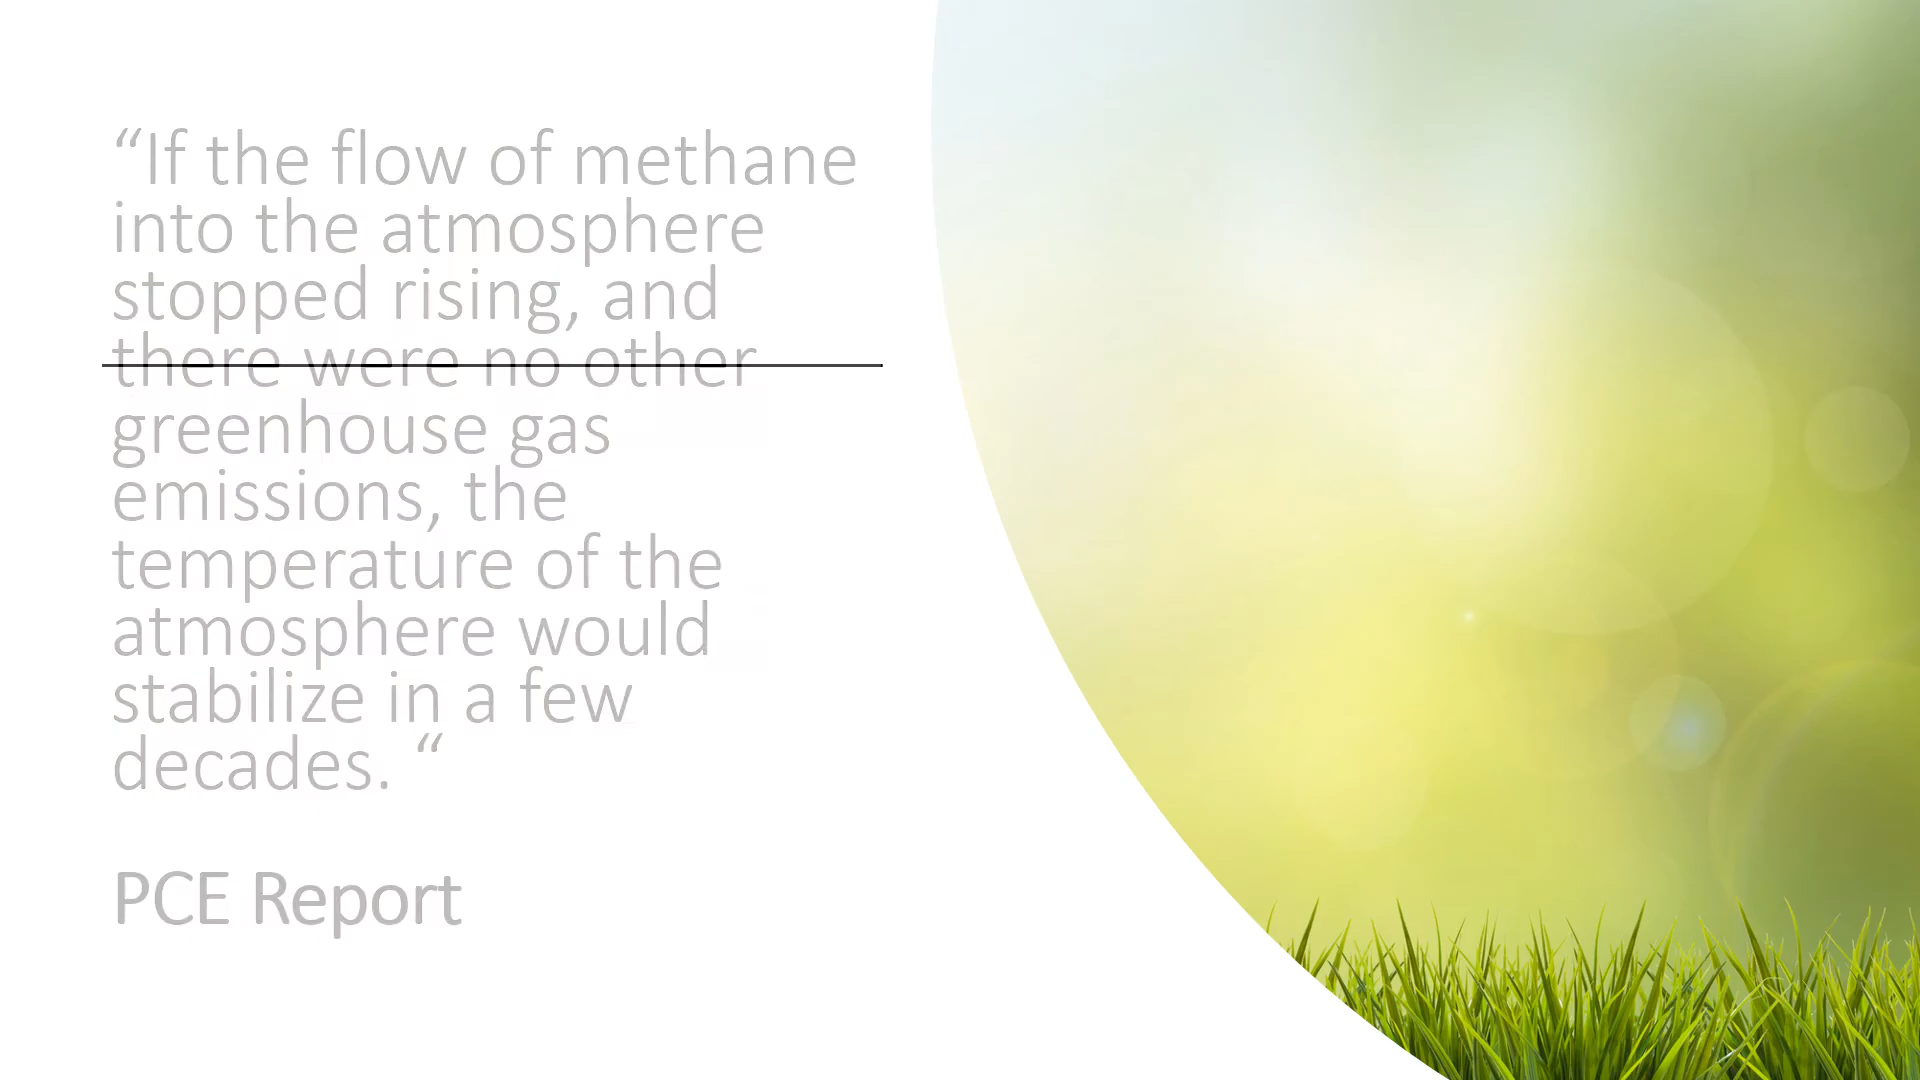 “If the flow of methane
into the atmosphere
stopped rising, and
there were no other
greenhouse gas
emissions, the
temperature of the
atmosphere would
stabilize in a few
decades. “
PCE Report